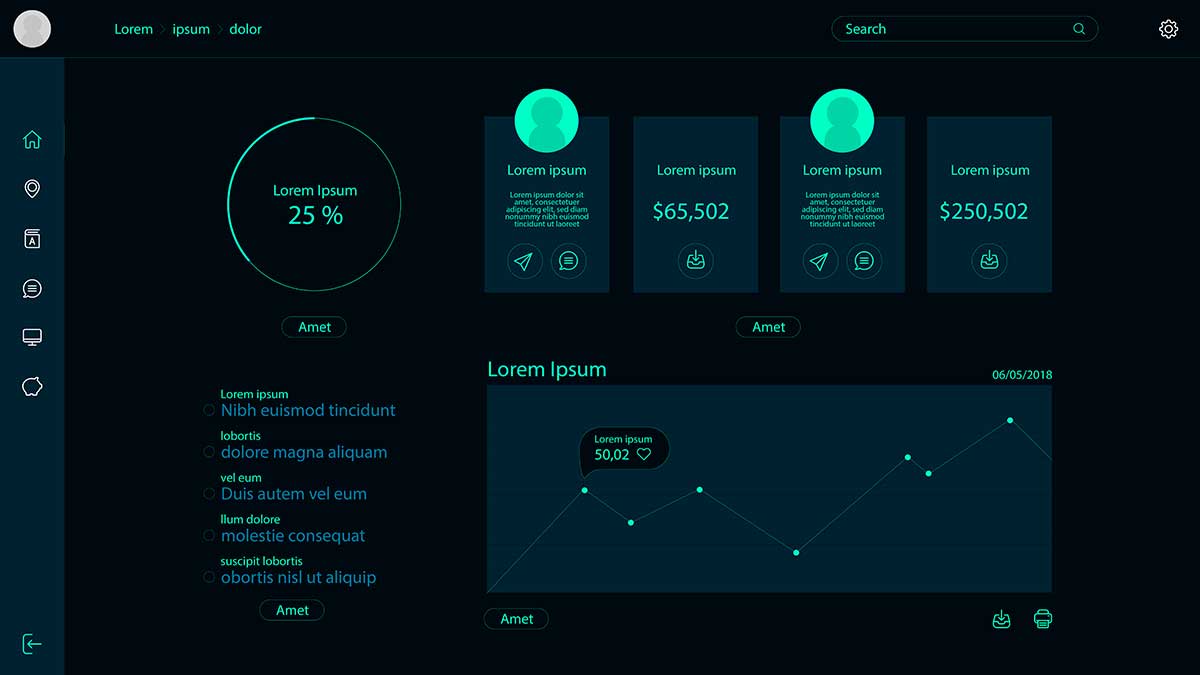 Lorem ipsum dolor
Search
A
Lorem Ipsum
25 %
Amet
Lorem ipsum
Lorem ipsum dolor sit
amet, consectetuer
adipiscing elit, sed diam
nonummy nibh euismod
tincidunt ut laoreet
Lorem ipsum
$65,502
Lorem ipsum
Lorem ipsum dolor sit
amet, consectetuer
adipiscing elit, sed diam
nonummy nibh euismod
tincidunt ut laoreet
Lorem ipsum
$250,502
Amet
Lorem ipsum
Nibh euismod tincidunt
lobortis
dolore magna aliquam
vel eum
Duis autem vel eum
llum dolore
molestie consequat
suscipit lobortis
obortis nisl ut aliquip
Amet
Lorem Ipsum
06/05/2018
Lorem ipsum
50,02
Amet